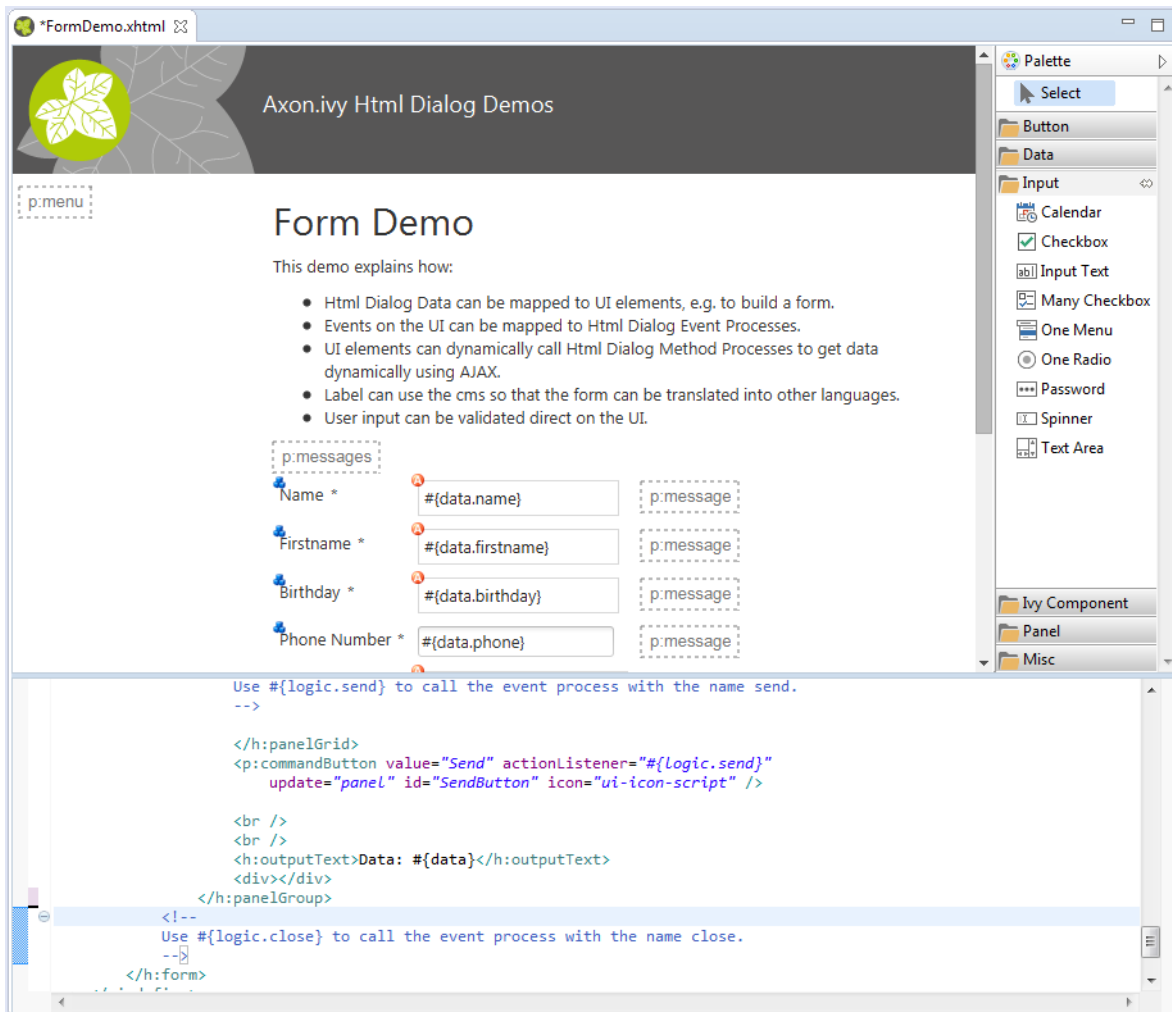 *FormDemo.xhtml
Axon.ivy Html Dialog Demos
p:menu
Form Demo
This demo explains how:
Html Dialog Data can be mapped to UI elements, e.g. to build a form.
Events on the UI can be mapped to Html Dialog Event Processes.
UI elements can dynamically call Html Dialog Method Processes to get data
dynamically using AJAX.
Label can use the cms so that the form can be translated into other languages.
User input can be validated direct on the UI.
p:messages
Name * #{data.name} p:message
Firstname * #{data.firstname} p:message
Birthday * #{data.birthday} p:message
Phone Number * #{data.phone} p:message
Palette
Select
Button
Data
Input
Calendar
Checkbox
Input Text
Many Checkbox
One Menu
One Radio
Password
Spinner
Text Area
Ivy Component
Panel
Misc
Use #{logic.send} to call the event process with the name send.
-->
</h:panelGrid>
<p:commandButton value="Send" actionListener="#{logic.send}"
update="panel" id="SendButton" icon="ui-icon-script" />
<br />
<br />
<h:outputText>Data: #{data}</h:outputText>
<div></div>
</h:panelGroup>
<!--
Use #{logic.close} to call the event process with the name close.
-->
</h:form>